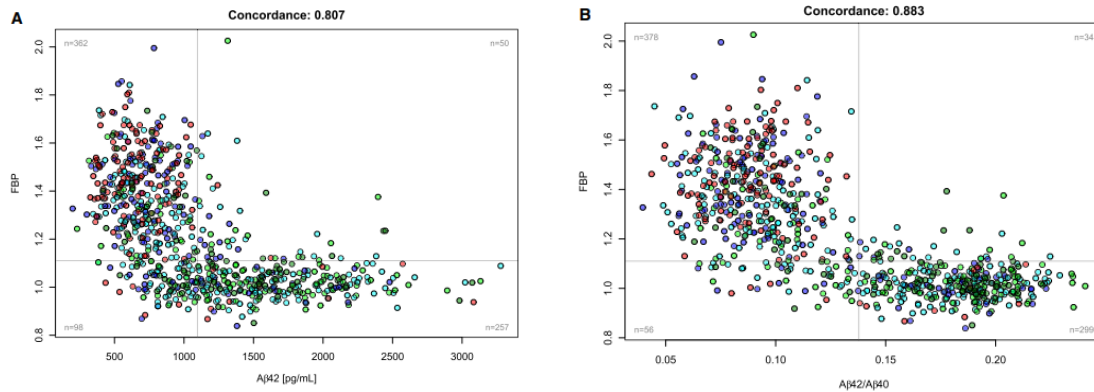 A
Concordance: 0.807
n=362
n=50
2.0
1.8
1.6
1.4
1.2
1.0
0.8
FBP
n=98
n=257
500
1000
1500
2000
2500
3000
Aβ42 [pg/mL]
B
Concordance: 0.883
n=378
n=34
2.0
1.8
1.6
1.4
1.2
1.0
0.8
FBP
n=56
n=299
0.05
0.10
0.15
0.20
Aβ42/Aβ40